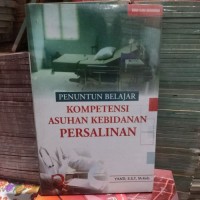 PENUNTUN BELAJAR
KOMPETENSI
ASUHAN KEBIDANAN
PERSALINAN